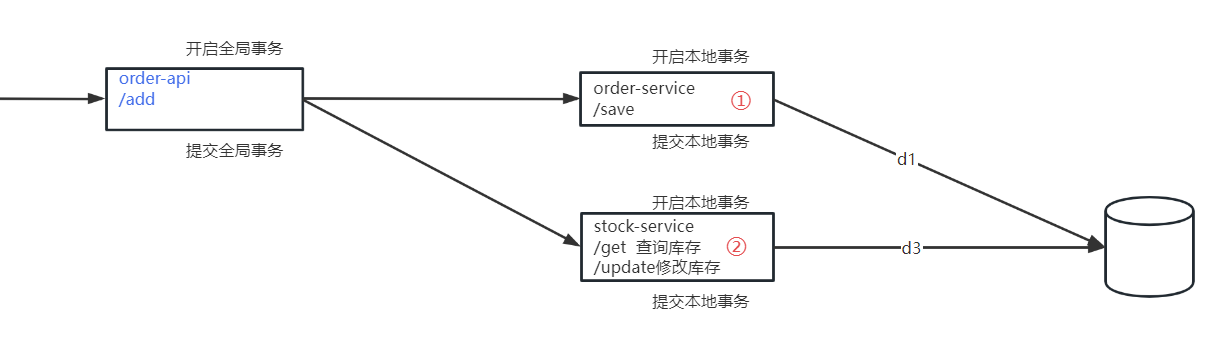 开启全局事务
order-api
/add
提交全局事务
开启本地事务
order-service
/save
①
提交本地事务
d1
开启本地事务
stock-service
/get 查询库存
/update修改库存
②
提交本地事务
d3